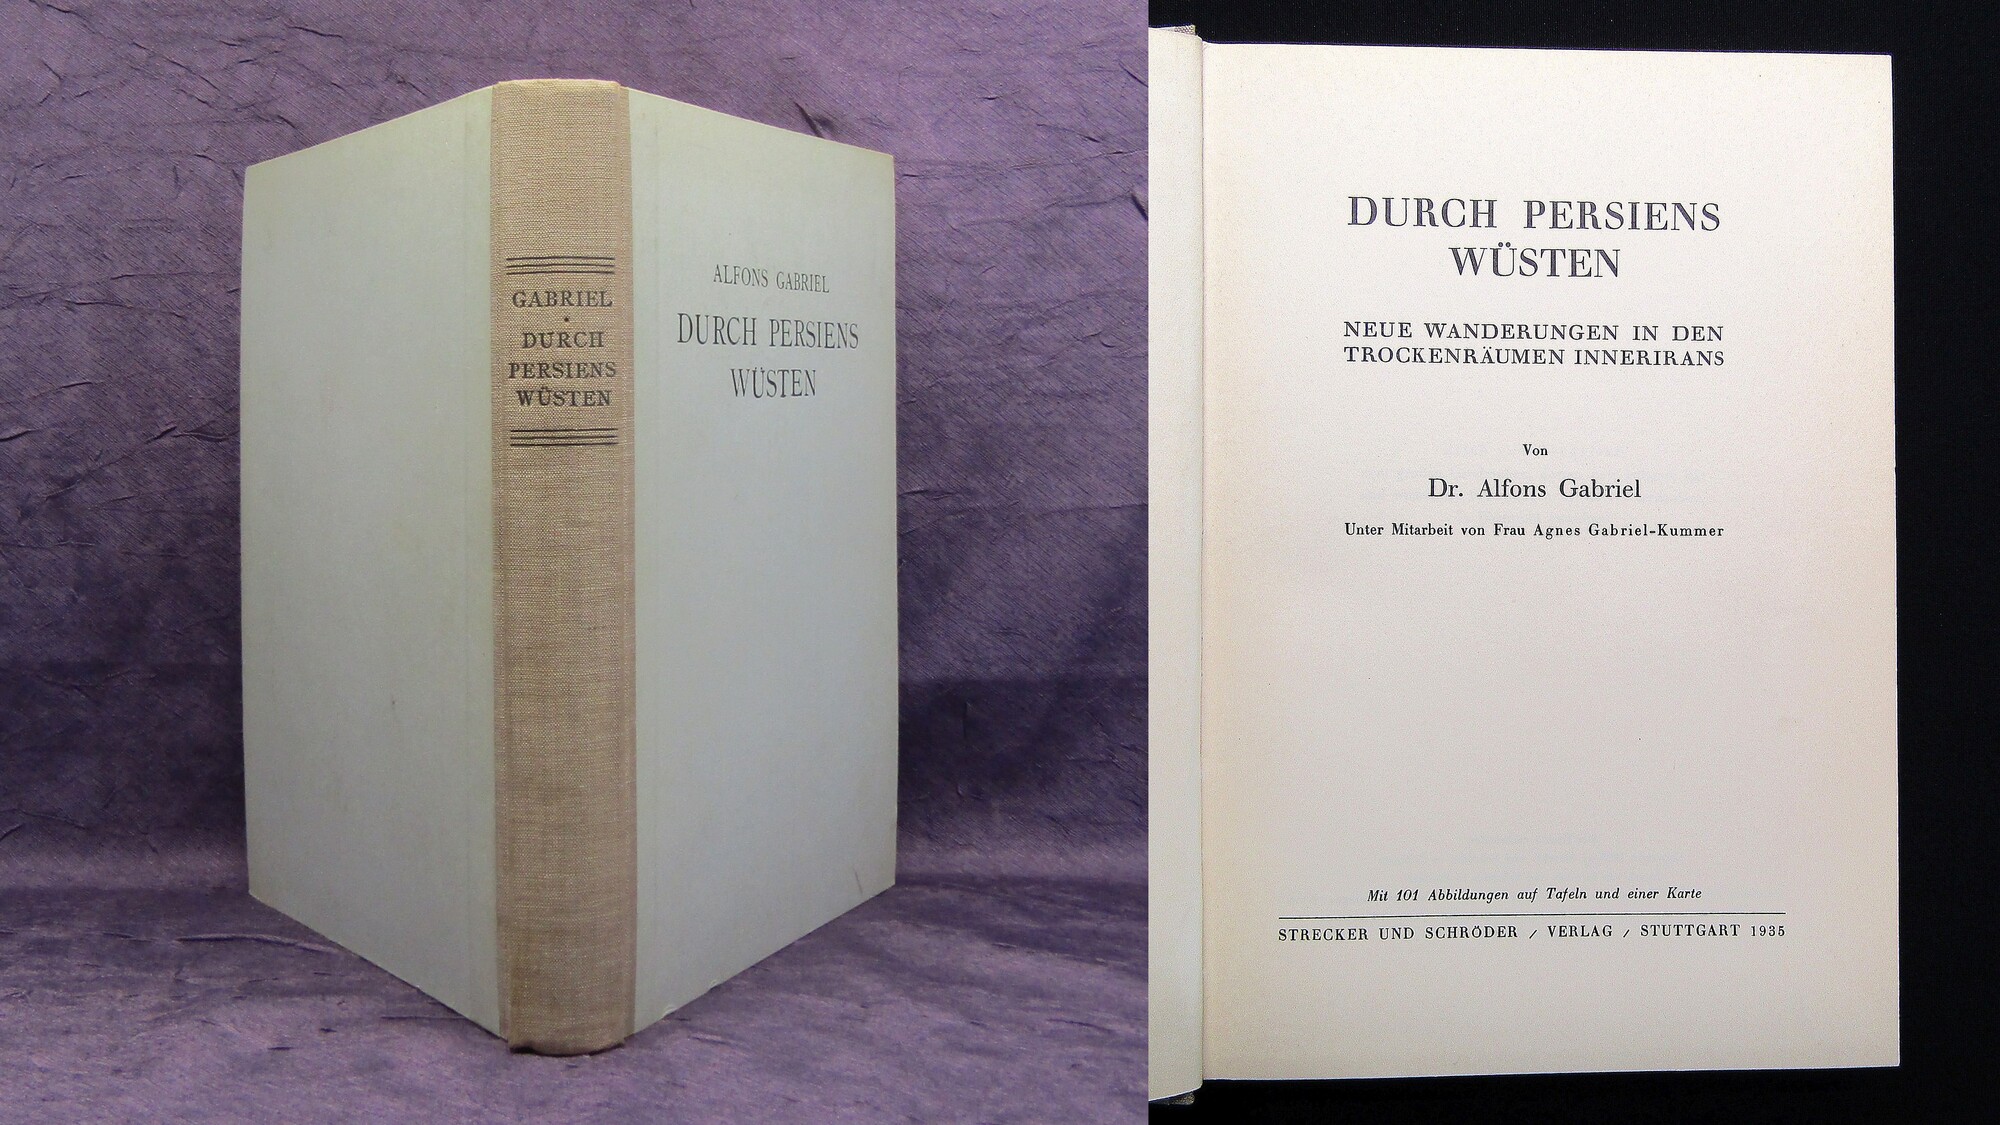 GABRIEL
•
DURCH
PERSIENS
WÜSTEN
ALFONS GABRIEL
DURCH PERSIENS
WÜSTEN
DURCH PERSIENS
WÜSTEN
NEUE WANDERUNGEN IN DEN
TROCKENRÄUMEN INNERIRANS
Von
Dr. Alfons Gabriel
Unter Mitarbeit von Frau Agnes Gabriel-Kummer
Mit 101 Abbildungen auf Tafeln und einer Karte
STRECKER UND SCHRÖDER / VERLAG / STUTTGART 1935